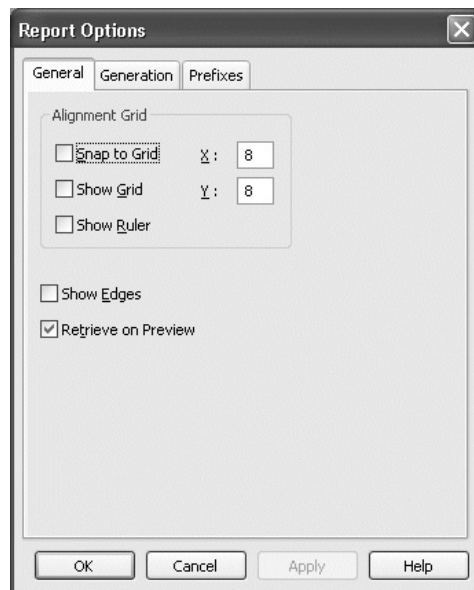 Report Options
General Generation Prefixes
Alignment Grid
Snap to Grid X: 8
Show Grid Y: 8
Show Ruler
Show Edges
Retrieve on Preview
OK Cancel Apply Help